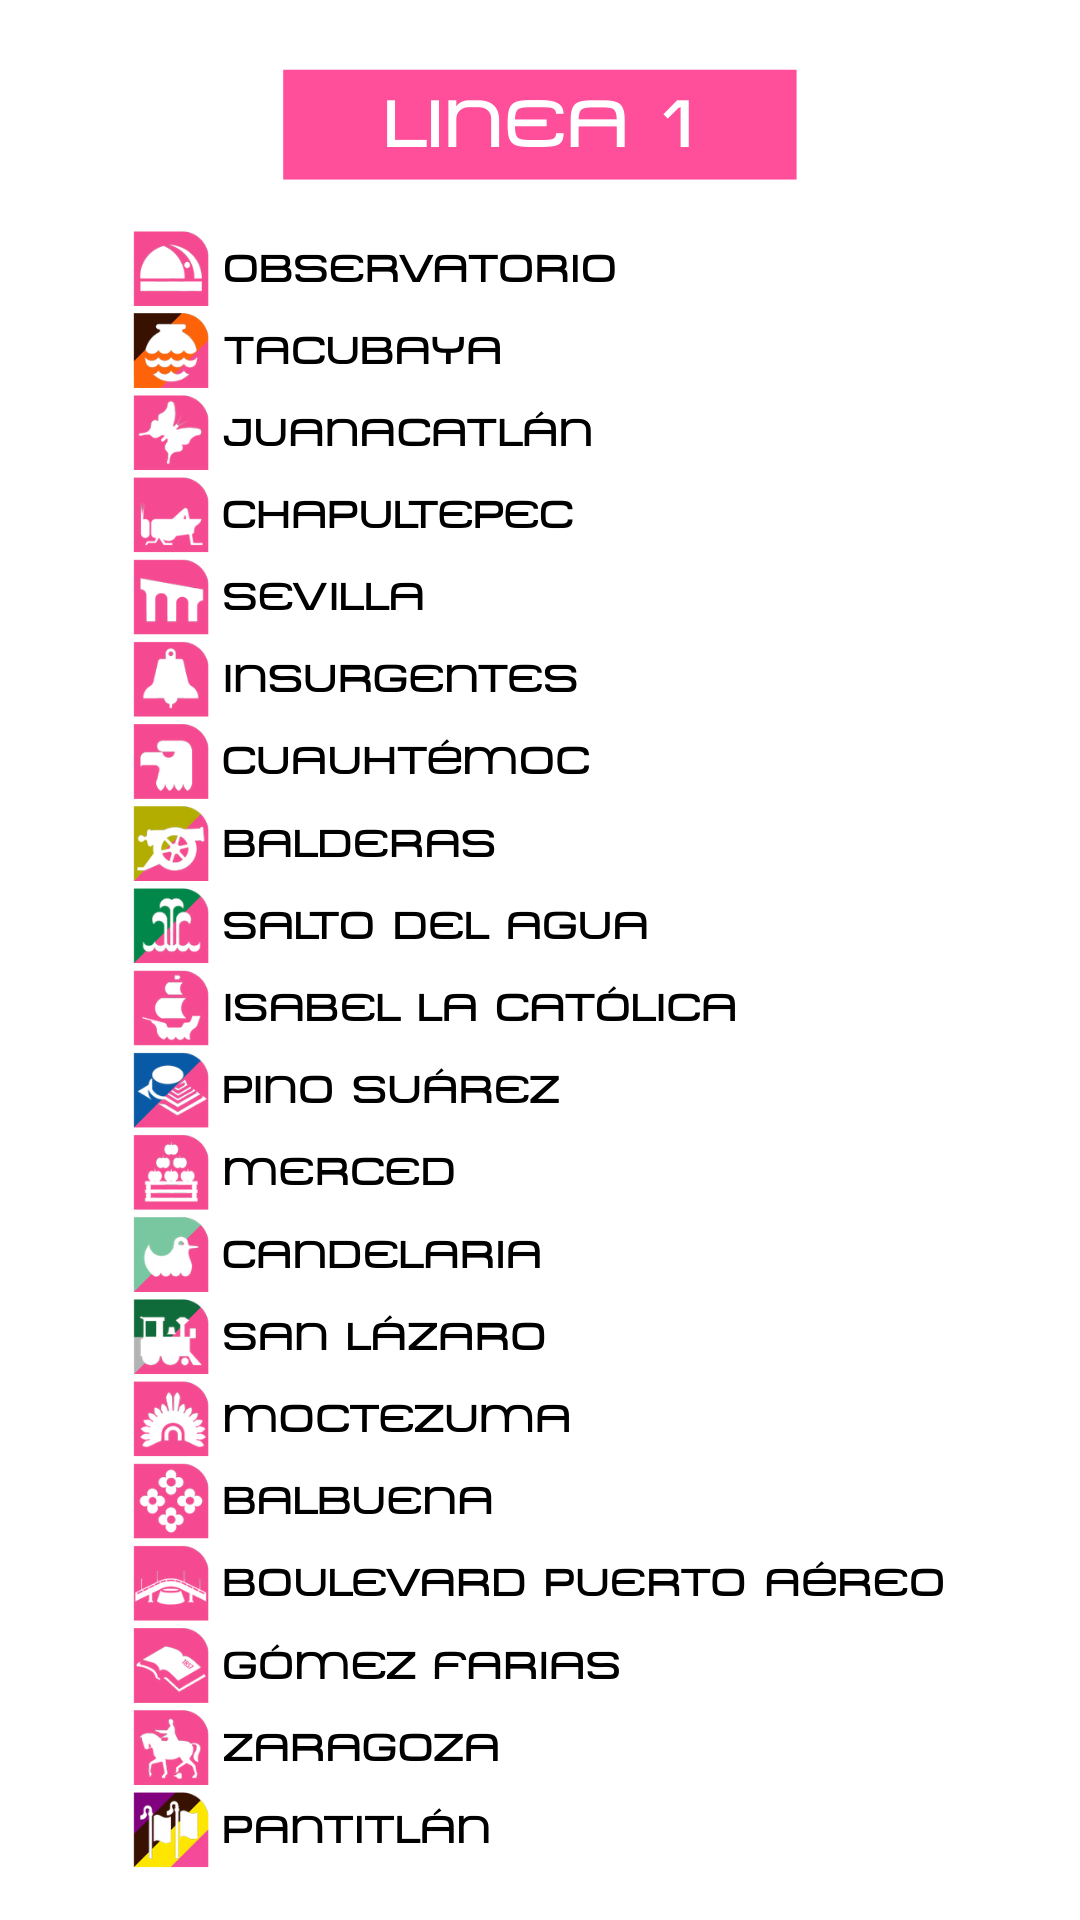 LINEA 1
OBSERVATORIO
TACUBAYA
JUANACATLÁN
CHAPULTEPEC
SEVILLA
INSURGENTES
CUAUHTéMOC
BALDERAS
SALTO DEL AGUA
ISABEL LA CATÓLICA
PINO SUÁREZ
MERCED
CANDELARIA
SAN LÁZARO
MOCTEZUMA
BALBUENA
BOULEVARD PUERTO AéREO
1857
GÓMEZ FARIAS
ZARAGOZA
PANTITLÁN